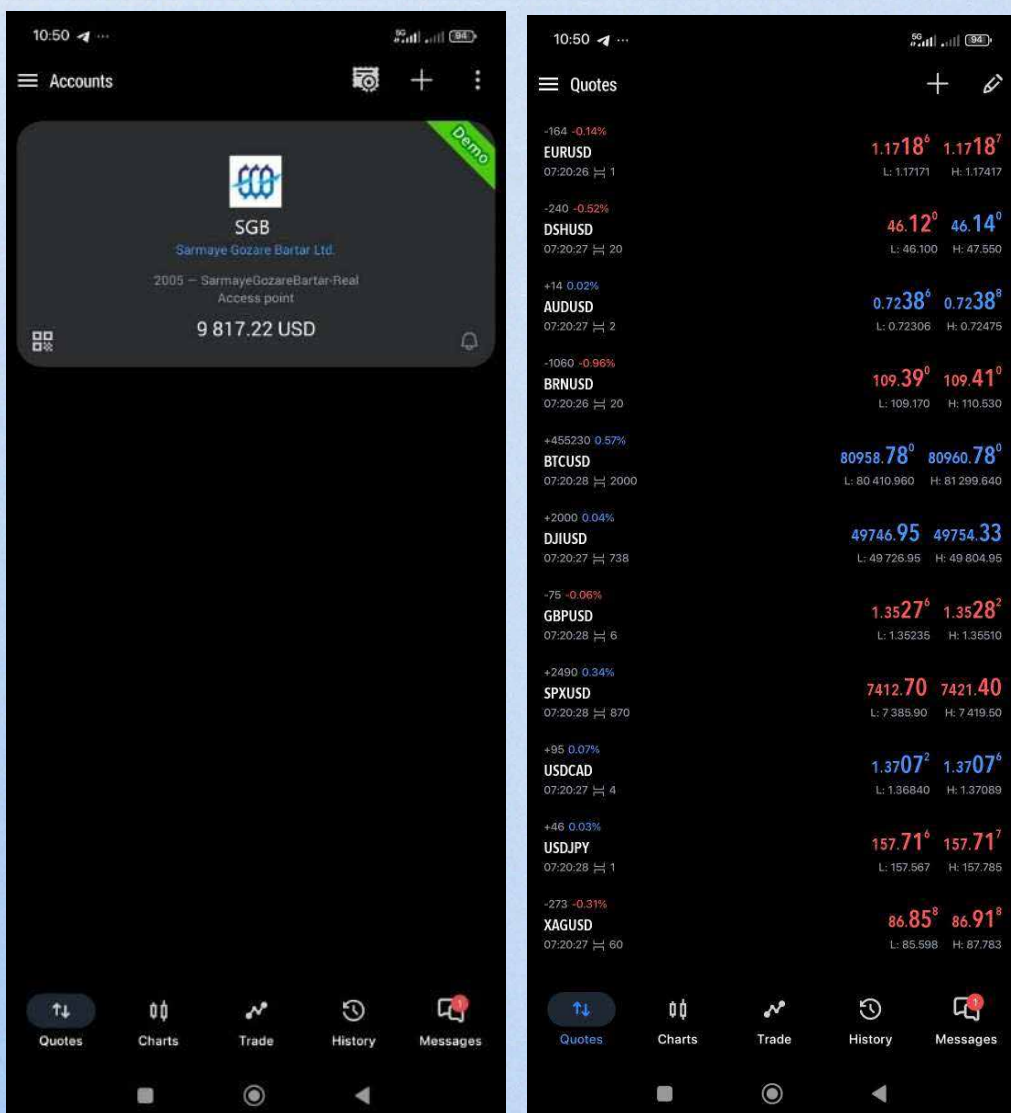 10:50
94
Accounts
Demo
SGB
Sarmaye Gozare Bartar Ltd.
2005 — SarmayeGozareBartar-Real
Access point
9 817.22 USD
Quotes
Charts
Trade
History
1
Messages
10:50
5G
94
Quotes
-164 -0.14%
EURUSD
1.17186 1.17187
07:20:26 1
L: 1.17171 H: 1.17417
-240 -0.52%
DSHUSD
46.120 46.140
07:20:27 20
L: 46.100 H: 47.550
+14 0.02%
AUDUSD
0.72386 0.72388
07:20:27 2
L: 0.72306 H: 0.72475
-1060 -0.96%
BRNUSD
109.390 109.410
07:20:26 20
L: 109.170 H: 110.530
+455230 0.57%
BTCUSD
80958.780 80960.780
07:20:28 2000
L: 80 410.960 H: 81 299.640
+2000 0.04%
DJIUSD
49746.95 49754.33
07:20:27 738
L: 49 726.95 H: 49 804.95
-75 -0.06%
GBPUSD
1.35276 1.35282
07:20:28 6
L: 1.35235 H: 1.35510
+2490 0.34%
SPXUSD
7412.70 7421.40
07:20:28 870
L: 7 385.90 H: 7 419.50
+95 0.07%
USDCAD
1.37072 1.37076
07:20:27 4
L: 1.36840 H: 1.37089
+46 0.03%
USDJPY
157.716 157.717
07:20:28 1
L: 157.567 H: 157.785
-273 -0.31%
XAGUSD
86.858 86.918
07:20:27 60
L: 85.598 H: 87.783
Quotes
Charts
Trade
History
1
Messages